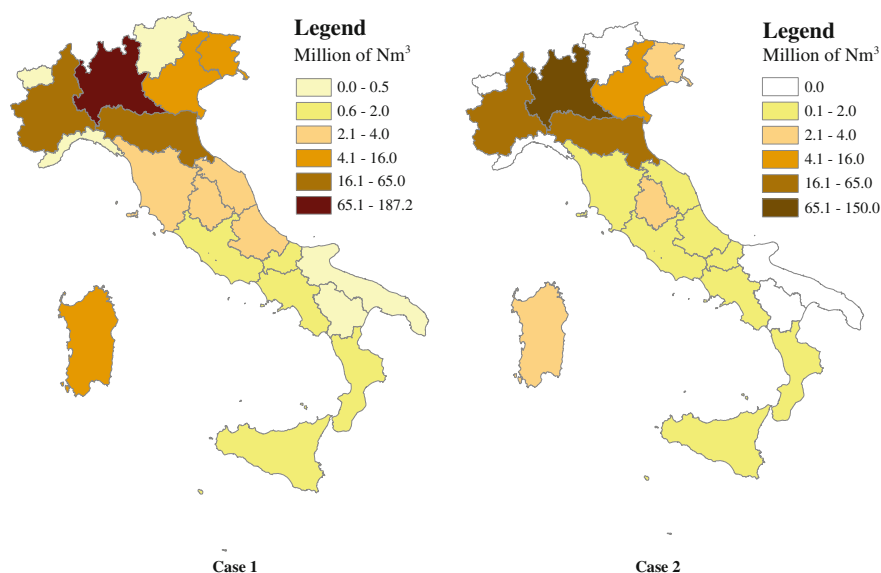 Legend
Million of Nm³
0.0 - 0.5
0.6 - 2.0
2.1 - 4.0
4.1 - 16.0
16.1 - 65.0
65.1 - 187.2
Case 1
Legend
Million of Nm³
0.0
0.1 - 2.0
2.1 - 4.0
4.1 - 16.0
16.1 - 65.0
65.1 - 150.0
Case 2